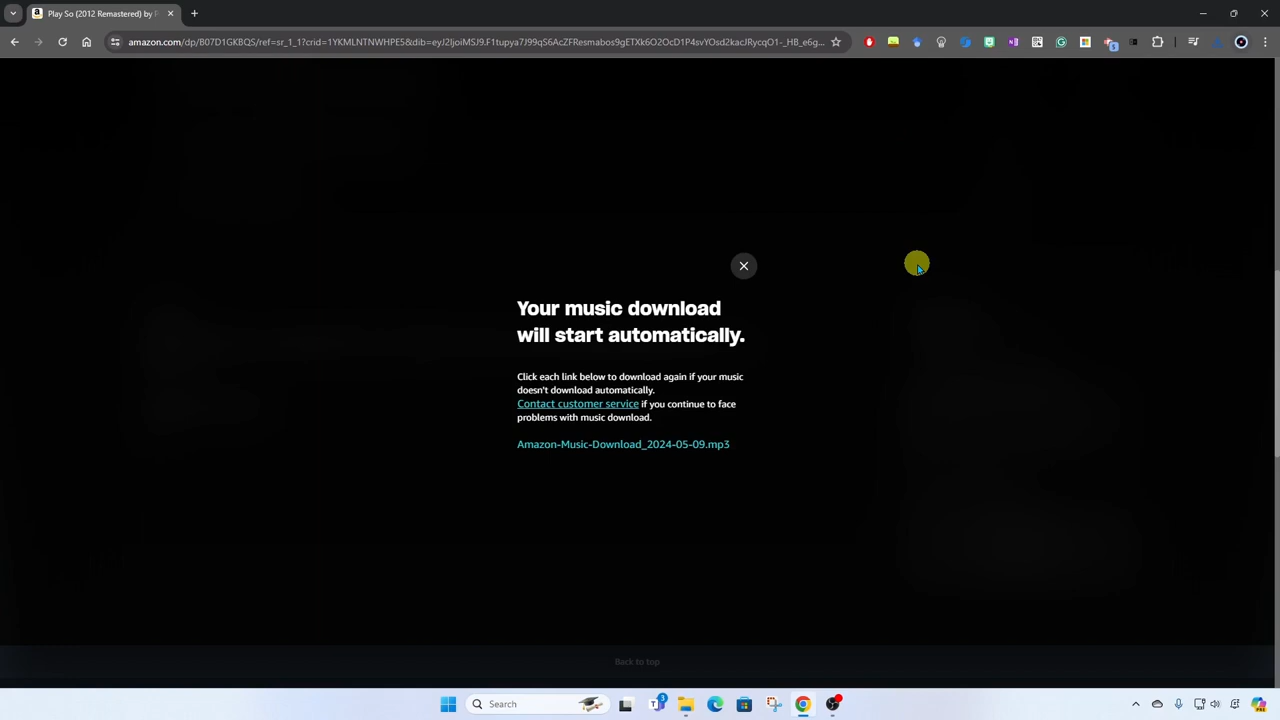 Play So (2012 Remastered) by
amazon.com/dp/B07D1GKBQS/ref=sr_1_1?crid=1YKMLNTNWHPE5&dib=eyJ2IjoiMSJ9.F1tupya7J99qS6AcZFResmabos9gETXk6O2OcD1P4svYOsd2kacJRycqO1-_HB_e6g...
Your music download
will start automatically.
Click each link below to download again if your music
doesn't download automatically.
Contact customer service if you continue to face
problems with music download.
Amazon-Music-Download_2024-05-09.mp3
Back to top
Search
3